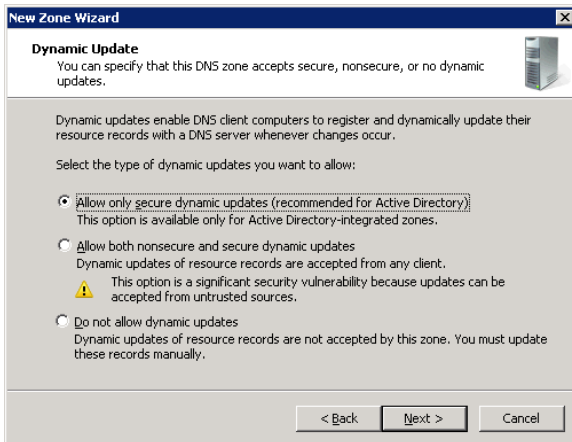 New Zone Wizard
Dynamic Update
You can specify that this DNS zone accepts secure, nonsecure, or no dynamic
updates.
Dynamic updates enable DNS client computers to register and dynamically update their
resource records with a DNS server whenever changes occur.
Select the type of dynamic updates you want to allow:
Allow only secure dynamic updates (recommended for Active Directory)
This option is available only for Active Directory-integrated zones.
Allow both nonsecure and secure dynamic updates
Dynamic updates of resource records are accepted from any client.
This option is a significant security vulnerability because updates can be
accepted from untrusted sources.
Do not allow dynamic updates
Dynamic updates of resource records are not accepted by this zone. You must update
these records manually.
< Back Next > Cancel